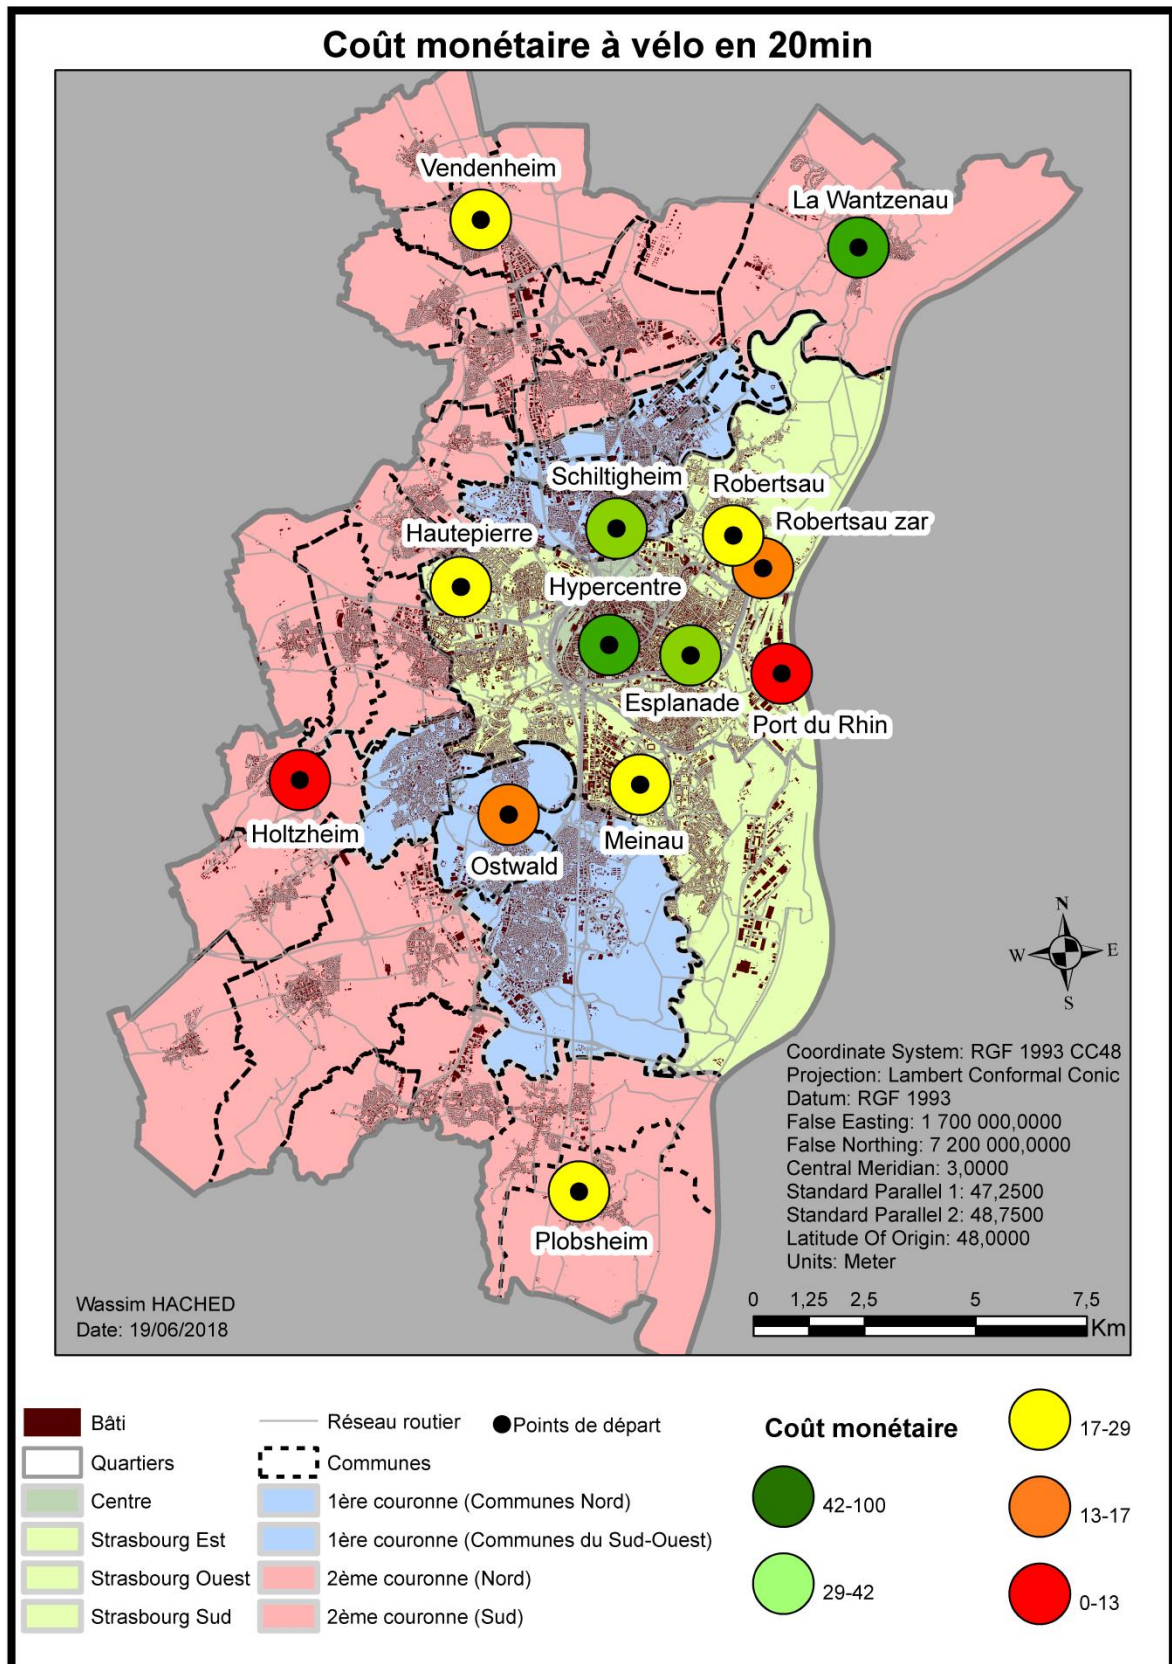 Coût monétaire à vélo en 20min
Vendenheim
La Wantzenau
Schiltigheim
Robertsau
Robertsau zar
Hautepierre
Hypercentre
Esplanade
Port du Rhin
Holtzheim
Ostwald
Meinau
Plobsheim
N
W
E
S
Coordinate System: RGF 1993 CC48
Projection: Lambert Conformal Conic
Datum: RGF 1993
False Easting: 1 700 000,0000
False Northing: 7 200 000,0000
Central Meridian: 3,0000
Standard Parallel 1: 47,2500
Standard Parallel 2: 48,7500
Latitude Of Origin: 48,0000
Units: Meter
Wassim HACHED
Date: 19/06/2018
0 1,25 2,5 5 7,5
Km
Bâti
Quartiers
Centre
Strasbourg Est
Strasbourg Ouest
Strasbourg Sud
Réseau routier
Points de départ
Communes
1ère couronne (Communes Nord)
1ère couronne (Communes du Sud-Ouest)
2ème couronne (Nord)
2ème couronne (Sud)
Coût monétaire
42-100
29-42
17-29
13-17
0-13